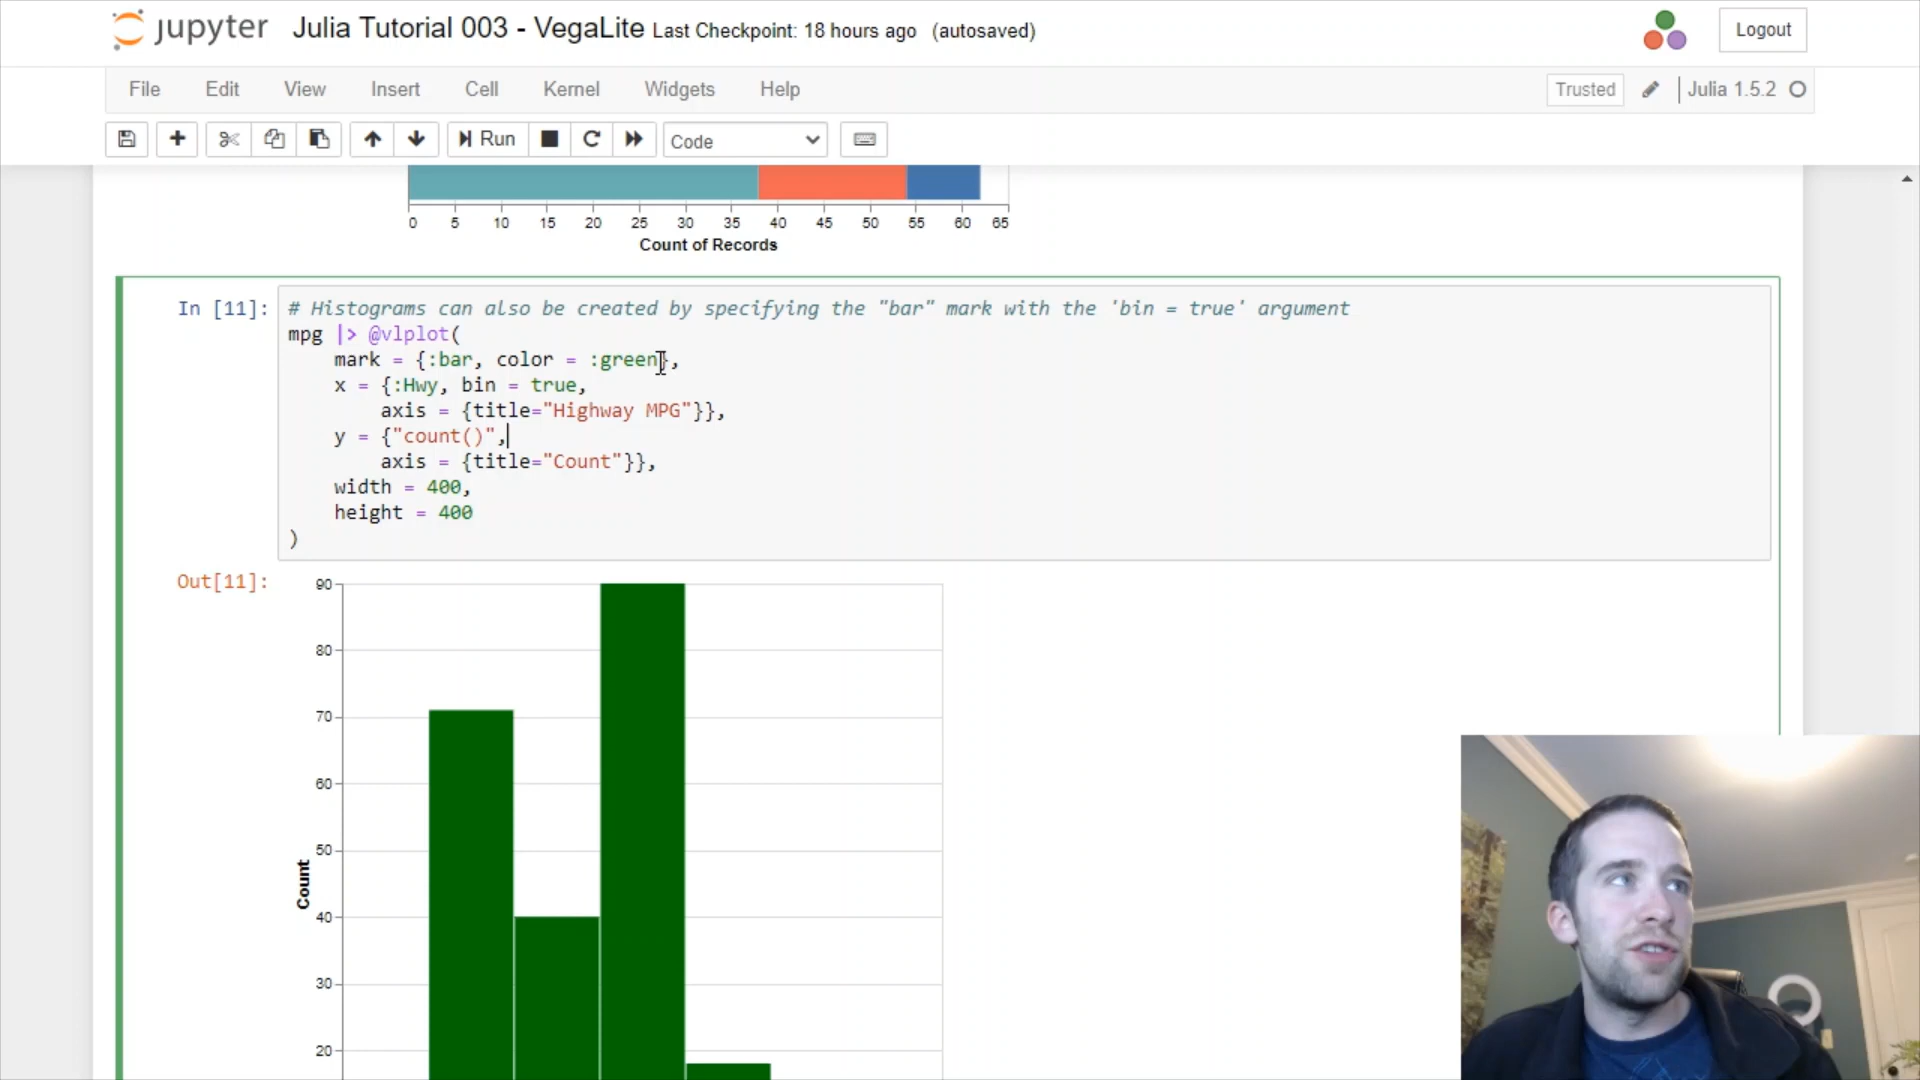 jupyter Julia Tutorial 003 - VegaLite Last Checkpoint: 18 hours ago (autosaved) Logout
File Edit View Insert Cell Kernel Widgets Help Trusted Julia 1.5.2
Run Code
0 5 10 15 20 25 30 35 40 45 50 55 60 65
Count of Records
In [11]: # Histograms can also be created by specifying the "bar" mark with the 'bin = true' argument
mpg |> @vlplot(
mark = {:bar, color = :green},
x = {:Hwy, bin = true,
axis = {title="Highway MPG"}},
y = {"count()",
axis = {title="Count"}},
width = 400,
height = 400
)
Out[11]:
90
80
70
60
50
Count
40
30
20